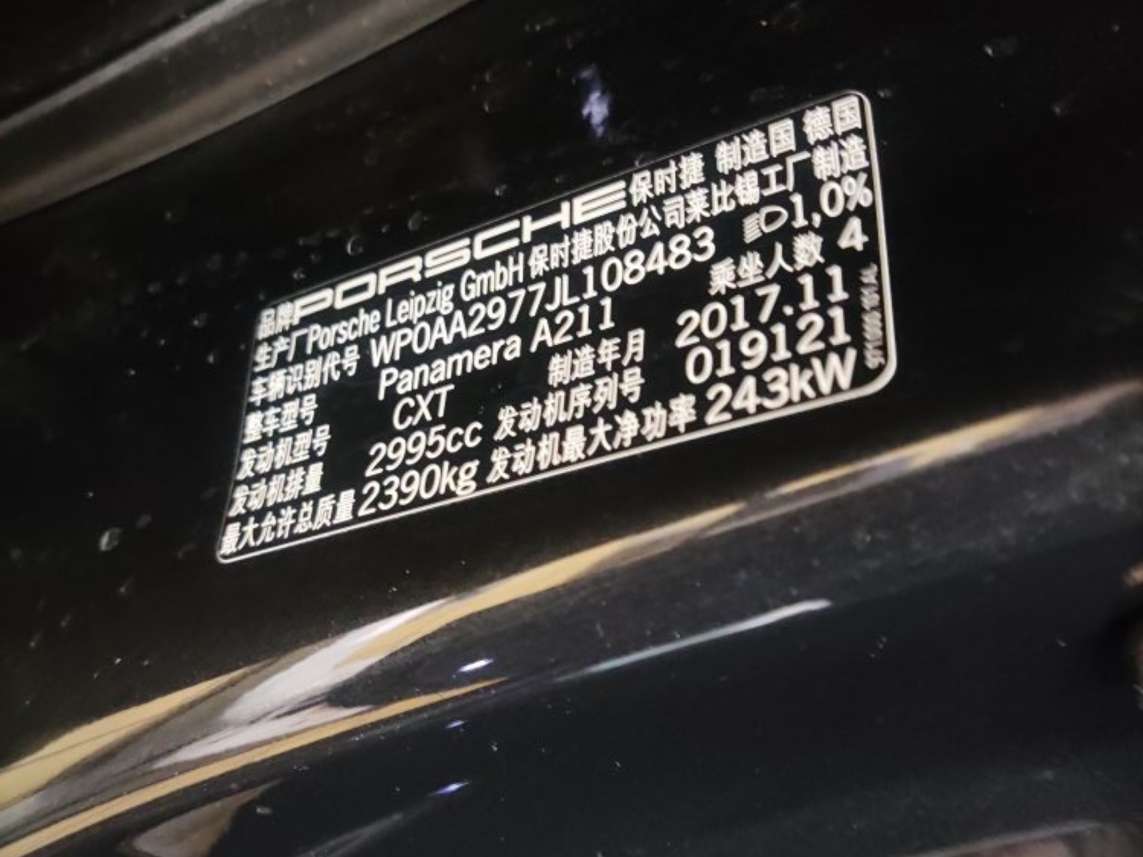 品牌 PORSCHE 保时捷 制造国 德国
生产厂 Porsche Leipzig GmbH 保时捷股份公司莱比锡工厂制造
车辆识别代号 WP0AA2977JL108483 1,0%
整车型号 Panamera A211 乘坐人数 4
发动机型号 CXT 制造年月 2017.11
发动机排量 2995cc 发动机序列号 019121
最大允许总质量 2390kg 发动机最大净功率 243kW